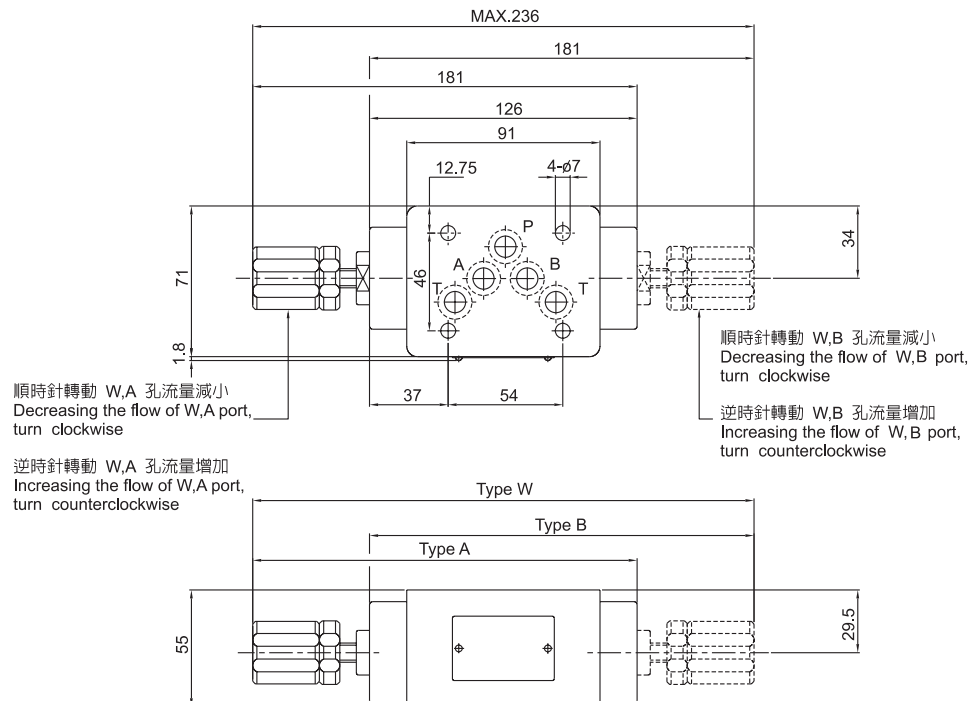 MAX.236
181
181
126
91
12.75
4-ø7
P
A
B
T
T
46
71
1.8
34
37
54
順時針轉動 W,A 孔流量減小
Decreasing the flow of W,A port,
turn clockwise
逆時針轉動 W,A 孔流量增加
Increasing the flow of W,A port,
turn counterclockwise
順時針轉動 W,B 孔流量減小
Decreasing the flow of W,B port,
turn clockwise
逆時針轉動 W,B 孔流量增加
Increasing the flow of W,B port,
turn counterclockwise
Type W
Type B
Type A
55
29.5